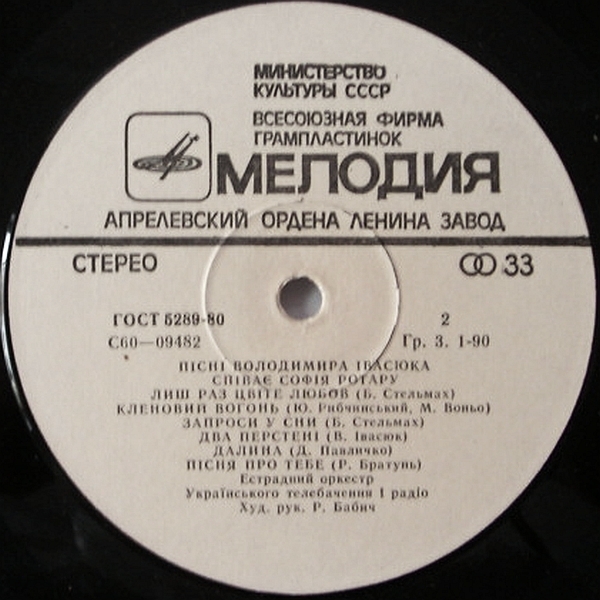 МИНИСТЕРСТВО
КУЛЬТУРЫ СССР
ВСЕСОЮЗНАЯ ФИРМА
ГРАМПЛАСТИНОК
МЕЛОДИЯ
АПРЕЛЕВСКИЙ ОРДЕНА ЛЕНИНА ЗАВОД
СТЕРЕО 33
ГОСТ 5289-80 2
С60—09482 Гр. 3. 1-90
ПІСНІ ВОЛОДИМИРА ІВАСЮКА
СПІВАЄ СОФІЯ РОТАРУ
ЛИШ РАЗ ЦВІТЕ ЛЮБОВ (Б. Стельмах)
КЛЕНОВИЙ ВОГОНЬ (Ю. Рибчинський, М. Воньо)
ЗАПРОСИ У СНИ (Б. Стельмах)
ДВА ПЕРСТЕНІ (В. Івасюк)
ДАЛИНА (Д. Павличко)
ПІСНЯ ПРО ТЕБЕ (Р. Братунь)
Естрадний оркестр
Українського телебачення і радіо
Худ. рук. Р. Бабич